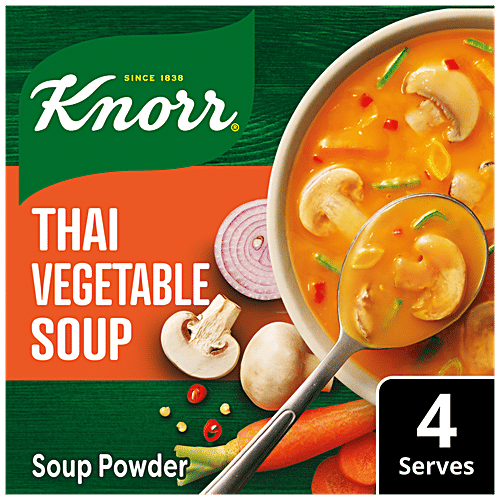 SINCE 1838
Knorr®
THAI
VEGETABLE
SOUP
Soup Powder
4
Serves